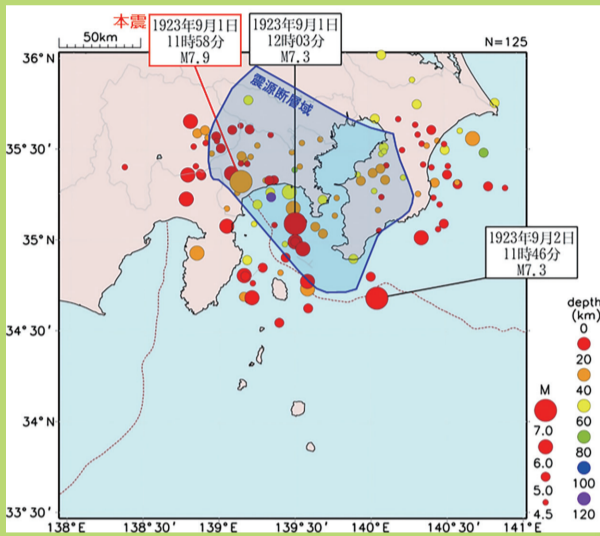 本震
1923年9月1日
11時58分
M7.9
1923年9月1日
12時03分
M7.3
50km
N=125
震源断層域
1923年9月2日
11時46分
M7.3
36°N
35°30'
35°N
34°30'
34°N
33°30'
138°E
138°30'
139°E
139°30'
140°E
140°30'
141°E
M
7.0
6.0
5.0
4.5
depth
(km)
0
20
40
60
80
100
120